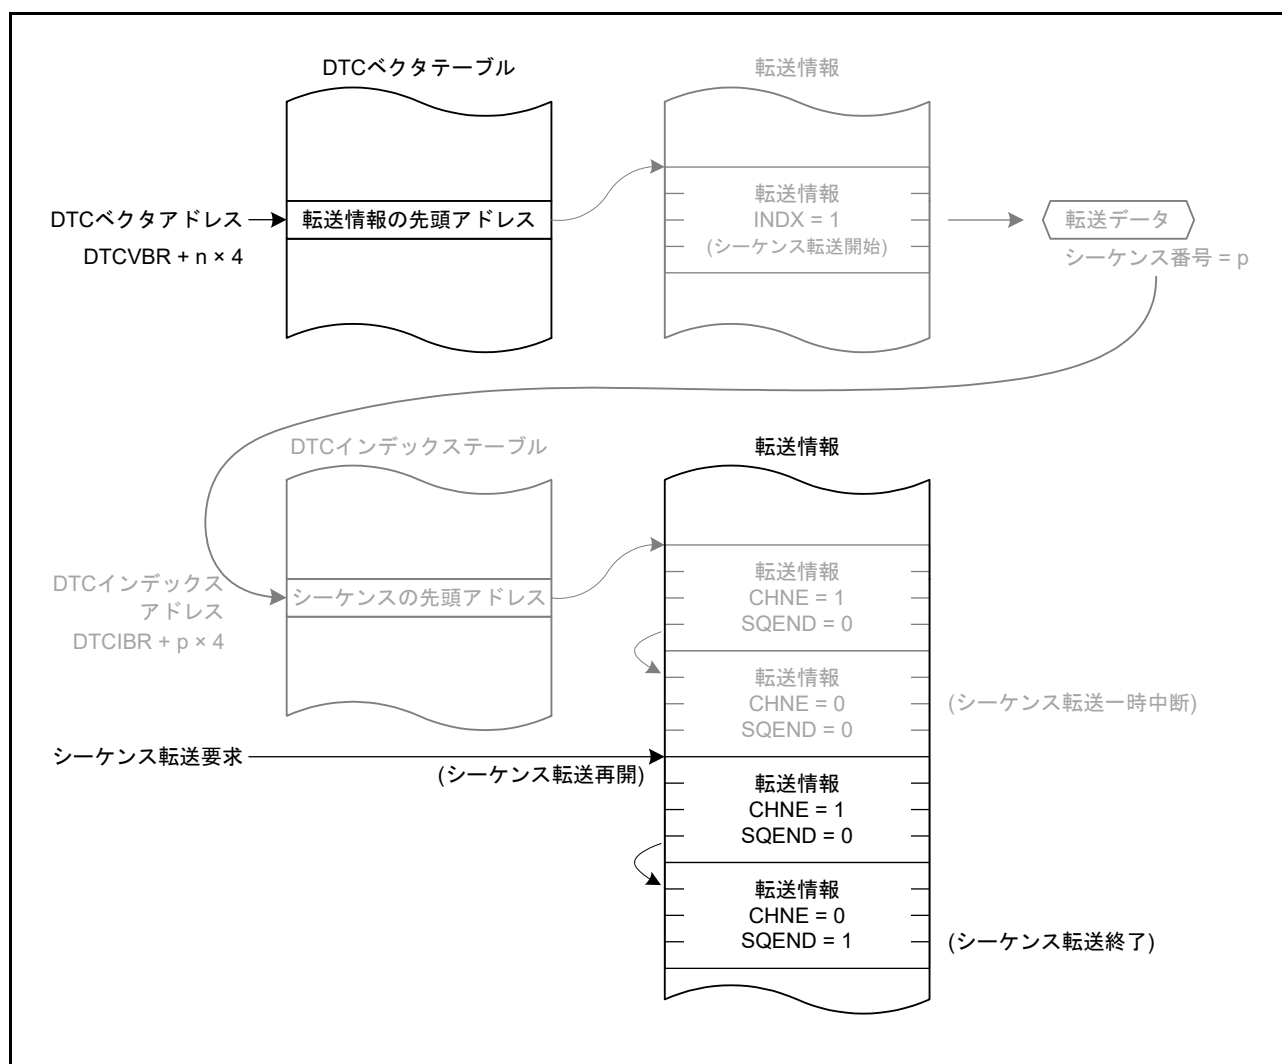 DTCベクタテーブル
転送情報
DTCベクタアドレス
DTCVBR + n × 4
転送情報の先頭アドレス
転送情報
INDX = 1
(シーケンス転送開始)
転送データ
シーケンス番号 = p
DTCインデックステーブル
転送情報
DTCインデックス
アドレス
DTCIBR + p × 4
シーケンスの先頭アドレス
転送情報
CHNE = 1
SQEND = 0
転送情報
CHNE = 0
SQEND = 0
(シーケンス転送一時中断)
シーケンス転送要求
(シーケンス転送再開)
転送情報
CHNE = 1
SQEND = 0
転送情報
CHNE = 0
SQEND = 1
(シーケンス転送終了)